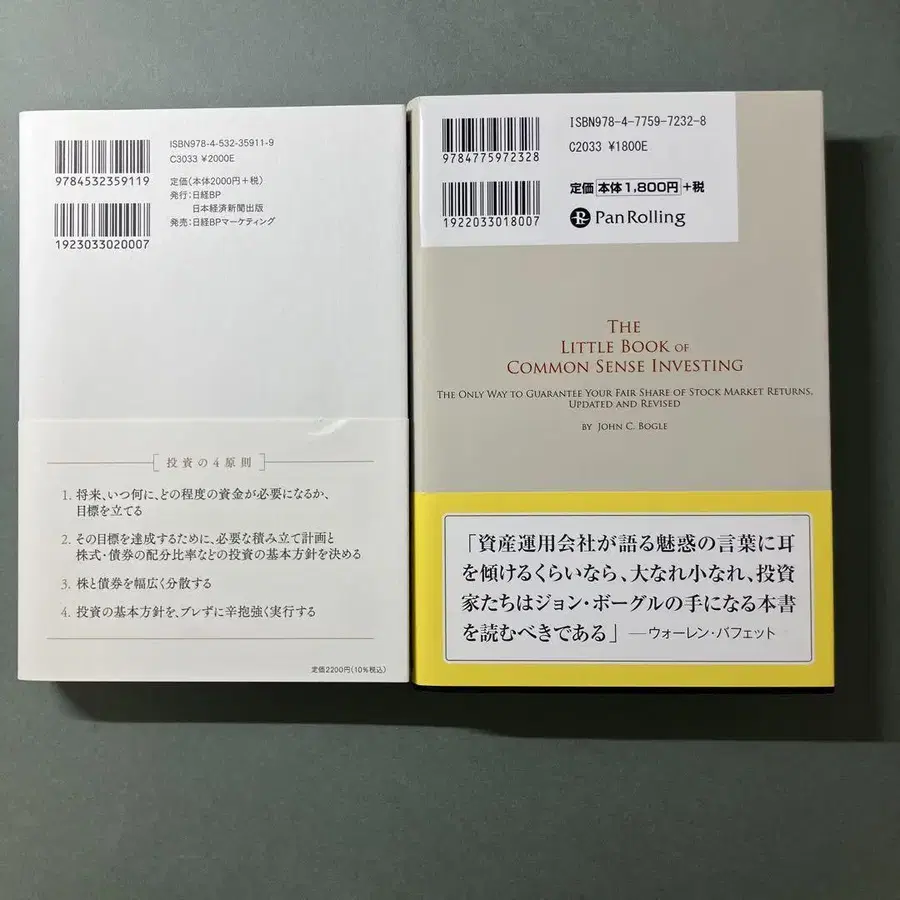 ISBN978-4-532-35911-9
C3033 ¥2000E
9784532359119
定価(本体2000円+税)
発行:日経BP
日本経済新聞出版
発売:日経BPマーケティング
1923033020007
投資の4原則
1. 将来、いつ何に、どの程度の資金が必要になるか、
目標を立てる
2. その目標を達成するために、必要な積み立て計画と
株式・債券の配分比率などの投資の基本方針を決める
3. 株と債券を幅広く分散する
4. 投資の基本方針を、ブレずに辛抱強く実行する
定価2200円(10%税込)
ISBN978-4-7759-7232-8
C2033 ¥1800E
9784775972328
定価 本体1,800円+税
1922033018007
PanRolling
THE
LITTLE BOOK OF
COMMON SENSE INVESTING
THE ONLY WAY TO GUARANTEE YOUR FAIR SHARE OF STOCK MARKET RETURNS,
UPDATED AND REVISED
BY JOHN C. BOGLE
「資産運用会社が語る魅惑の言葉に耳
を傾けるくらいなら、大なれ小なれ、投資
家たちはジョン・ボーグルの手になる本書
を読むべきである」—ウォーレン・バフェット